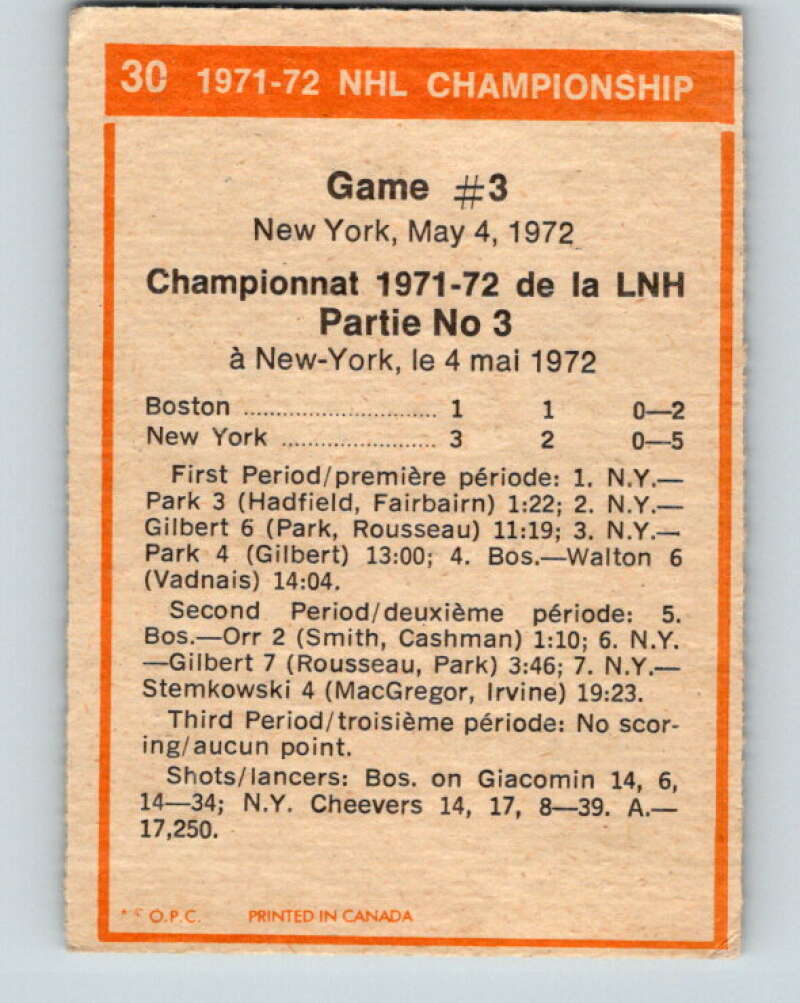 30 1971-72 NHL CHAMPIONSHIP
Game #3
New York, May 4, 1972
Championnat 1971-72 de la LNH
Partie No 3
à New-York, le 4 mai 1972
Boston ............................ 1 1 0—2
New York ....................... 3 2 0—5
First Period/première période: 1. N.Y.—
Park 3 (Hadfield, Fairbairn) 1:22; 2. N.Y.—
Gilbert 6 (Park, Rousseau) 11:19; 3. N.Y.—
Park 4 (Gilbert) 13:00; 4. Bos.—Walton 6
(Vadnais) 14:04.
Second Period/deuxième période: 5.
Bos.—Orr 2 (Smith, Cashman) 1:10; 6. N.Y.
—Gilbert 7 (Rousseau, Park) 3:46; 7. N.Y.—
Stemkowski 4 (MacGregor, Irvine) 19:23.
Third Period/troisième période: No scor-
ing/aucun point.
Shots/lancers: Bos. on Giacomin 14, 6,
14—34; N.Y. Cheevers 14, 17, 8—39. A.—
17,250.
O.P.C. PRINTED IN CANADA